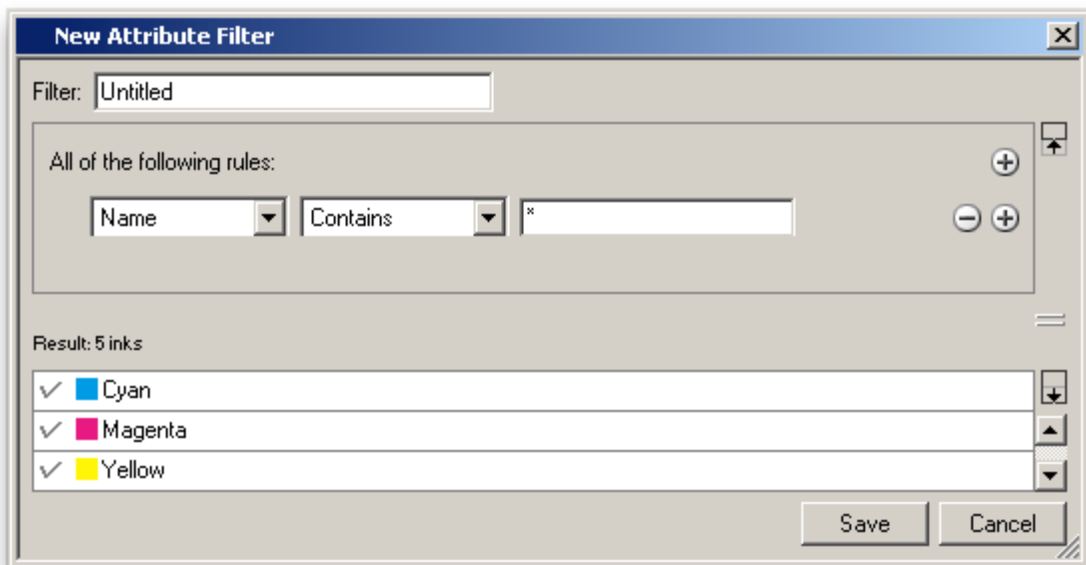 New Attribute Filter
Filter: Untitled
All of the following rules:
Name Contains *
Result: 5 inks
Cyan
Magenta
Yellow
Save Cancel